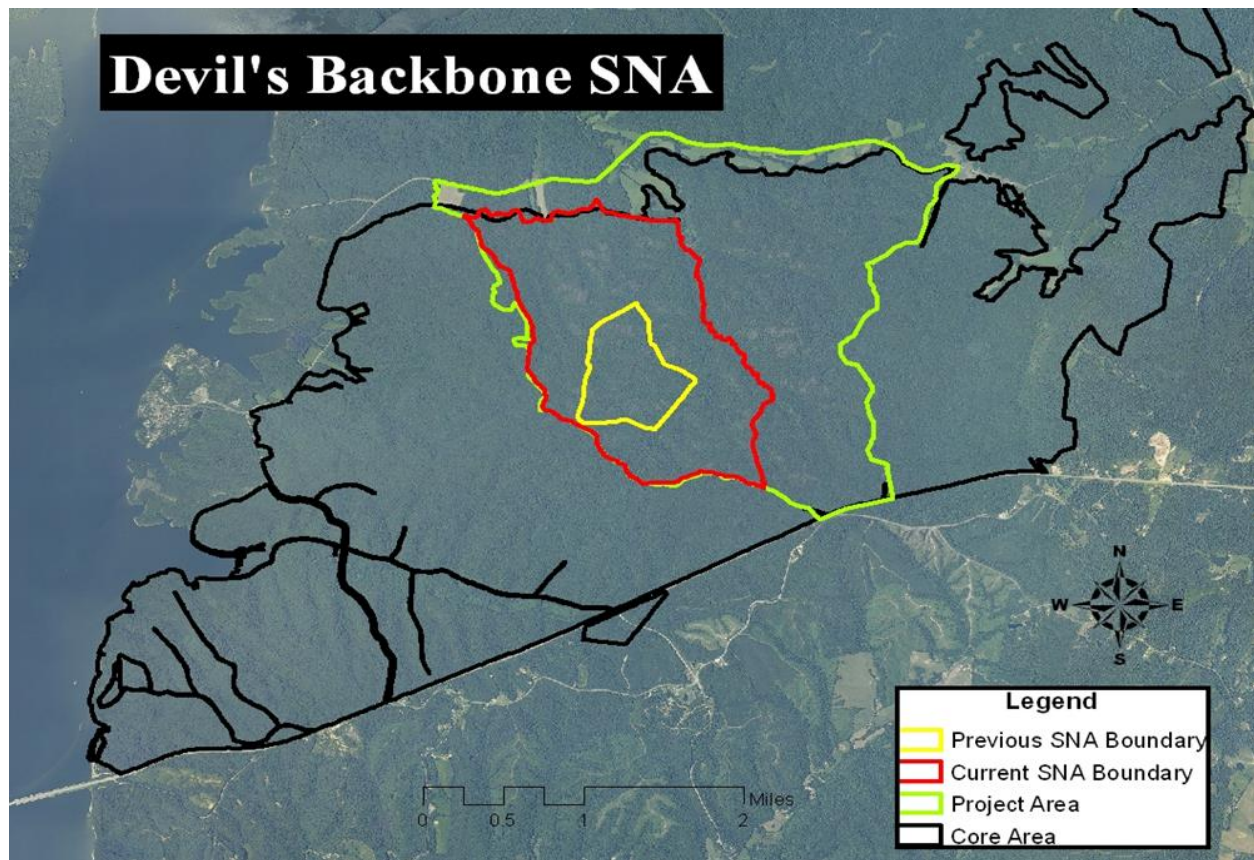 Devil's Backbone SNA
N
W E
S
Legend
Previous SNA Boundary
Current SNA Boundary
Project Area
Core Area
Miles
0 0.5 1 2